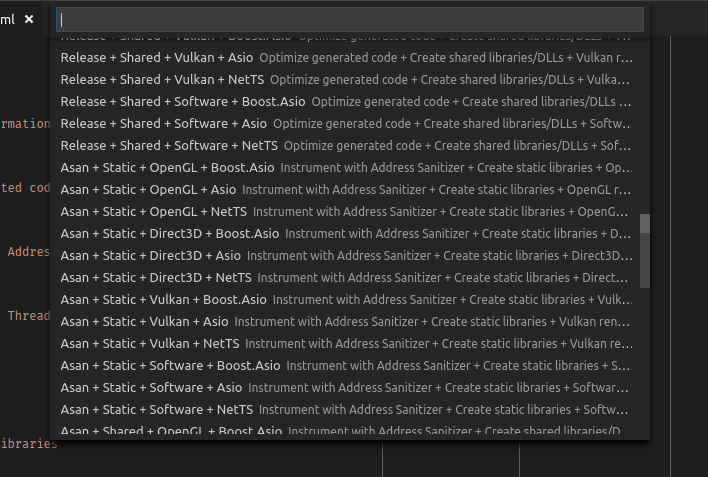 ml ×
Release + Shared + Vulkan + Boost.Asio Optimize generated code + Create shared libraries/DLLs +
Release + Shared + Vulkan + Asio Optimize generated code + Create shared libraries/DLLs + Vulkan r…
Release + Shared + Vulkan + NetTS Optimize generated code + Create shared libraries/DLLs + Vulka…
Release + Shared + Software + Boost.Asio Optimize generated code + Create shared libraries/DLLs …
rmation
Release + Shared + Software + Asio Optimize generated code + Create shared libraries/DLLs + Softw…
Release + Shared + Software + NetTS Optimize generated code + Create shared libraries/DLLs + Sof…
Asan + Static + OpenGL + Boost.Asio Instrument with Address Sanitizer + Create static libraries + Op…
ted cod
Asan + Static + OpenGL + Asio Instrument with Address Sanitizer + Create static libraries + OpenGL r…
Asan + Static + OpenGL + NetTS Instrument with Address Sanitizer + Create static libraries + OpenG…
Asan + Static + Direct3D + Boost.Asio Instrument with Address Sanitizer + Create static libraries + D…
Addres
Asan + Static + Direct3D + Asio Instrument with Address Sanitizer + Create static libraries + Direct3D…
Asan + Static + Direct3D + NetTS Instrument with Address Sanitizer + Create static libraries + Direct…
Asan + Static + Vulkan + Boost.Asio Instrument with Address Sanitizer + Create static libraries + Vulk…
Thread
Asan + Static + Vulkan + Asio Instrument with Address Sanitizer + Create static libraries + Vulkan ren…
Asan + Static + Vulkan + NetTS Instrument with Address Sanitizer + Create static libraries + Vulkan re…
Asan + Static + Software + Boost.Asio Instrument with Address Sanitizer + Create static libraries + S…
Asan + Static + Software + Asio Instrument with Address Sanitizer + Create static libraries + Softwar…
Asan + Static + Software + NetTS Instrument with Address Sanitizer + Create static libraries + Softw…
Asan + Shared + OpenGL + Boost.Asio Instrument with Address Sanitizer + Create shared libraries/D
ibraries